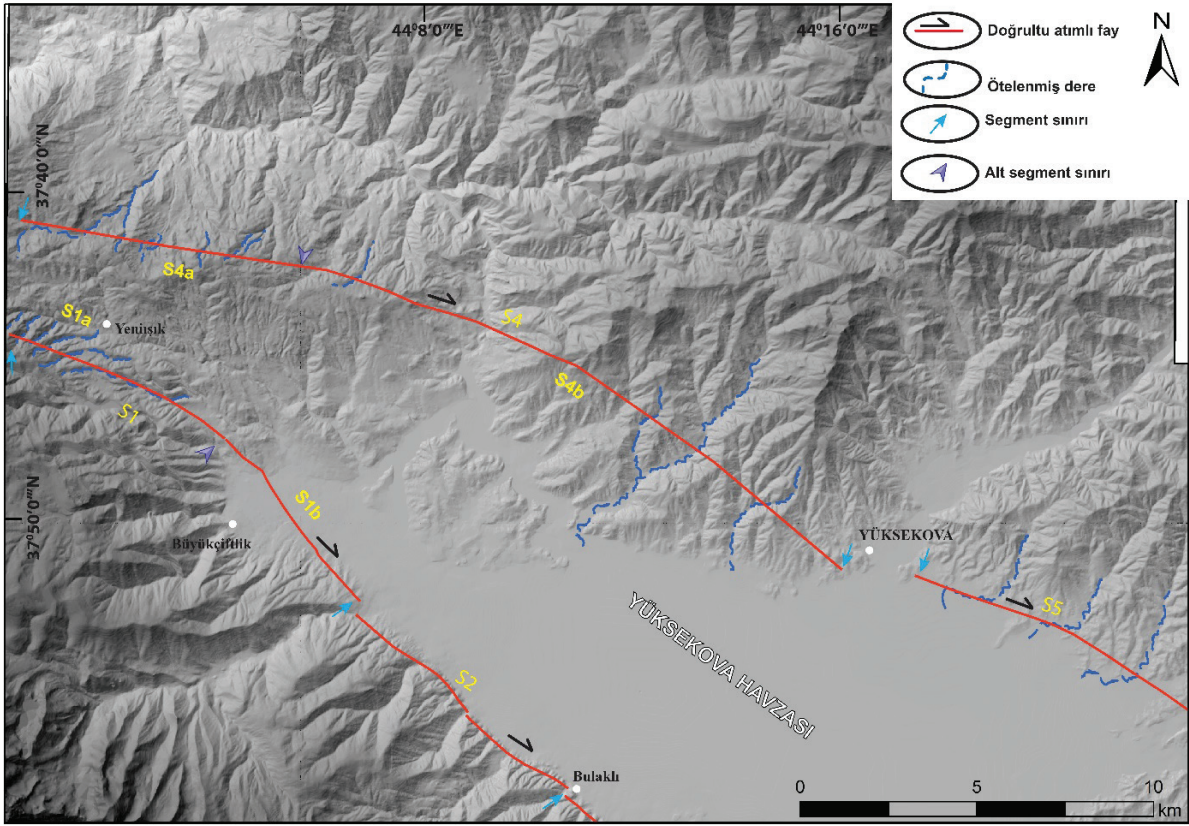 44°8'0'''E
44°16'0'''E
N
Doğrultu atımlı fay
Ötelenmiş dere
Segment sınırı
Alt segment sınırı
37°40'0'''N
S4a
S1a
Yeniışık
S4
S4b
S1
S1b
37°50'0'''N
Büyükçiftlik
YÜKSEKOVA
S5
YÜKSEKOVA HAVZASI
S2
Bulaklı
0 5 10
km